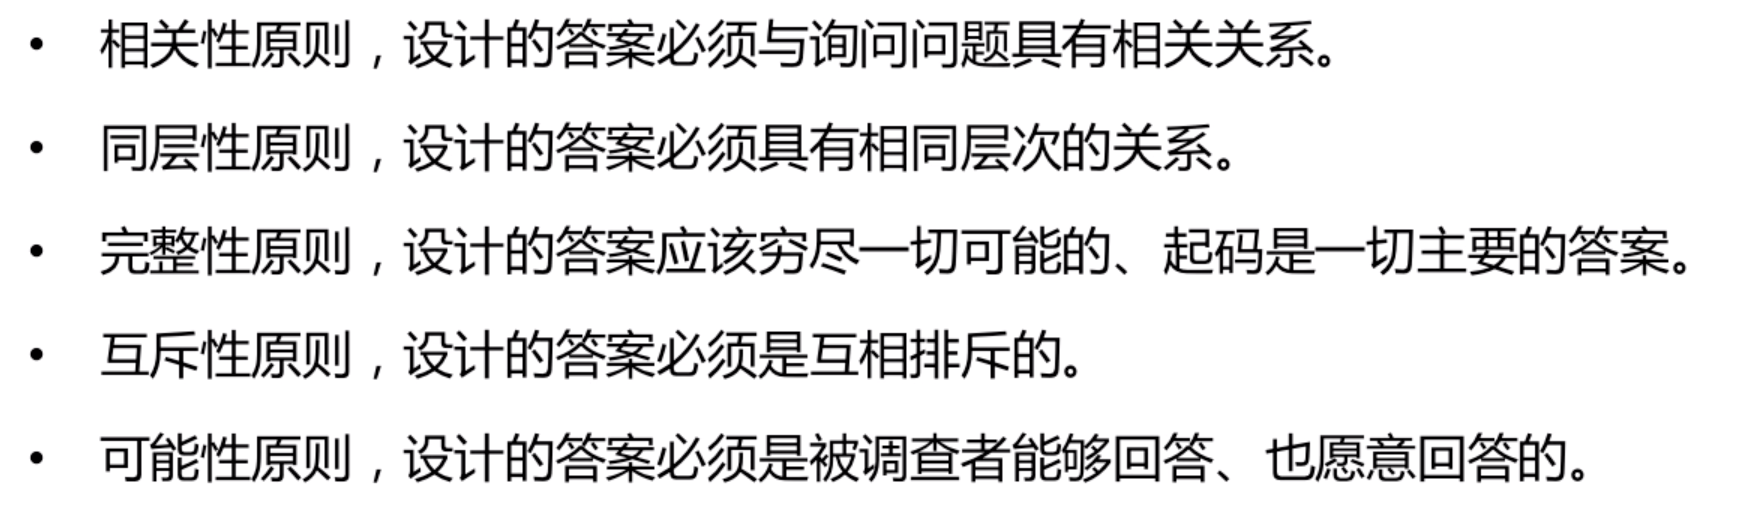 • 相关性原则，设计的答案必须与询问问题具有相关关系。
• 同层性原则，设计的答案必须具有相同层次的关系。
• 完整性原则，设计的答案应该穷尽一切可能的、起码是一切主要的答案。
• 互斥性原则，设计的答案必须是互相排斥的。
• 可能性原则，设计的答案必须是被调查者能够回答、也愿意回答的。